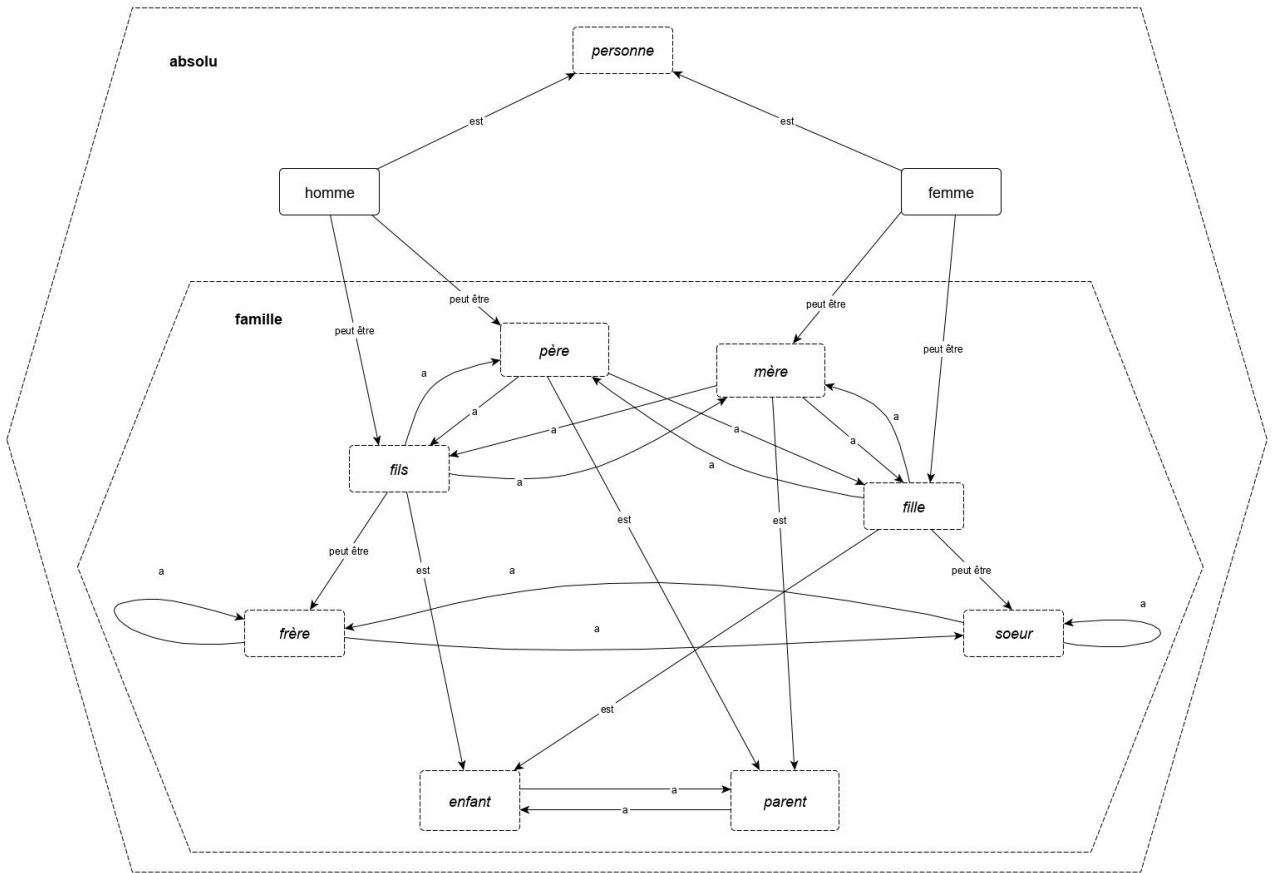 personne
absolu
est
est
homme
femme
peut être
peut être
famille
peut être
peut être
père
mère
a
a
a
a
a
a
a
fils
a
fille
est
est
peut être
est
peut être
a
a
a
a
frère
soeur
est
enfant
a
a
parent